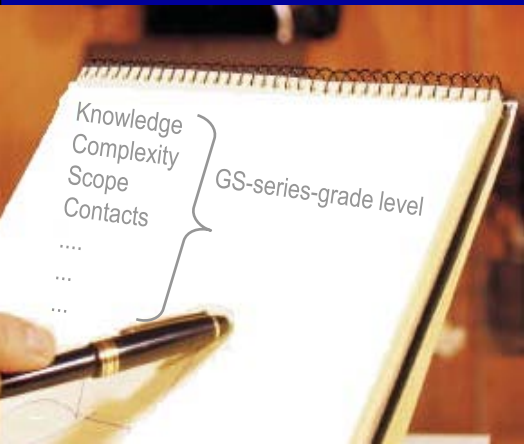 Knowledge
Complexity
Scope
Contacts
....
...
...
GS-series-grade level